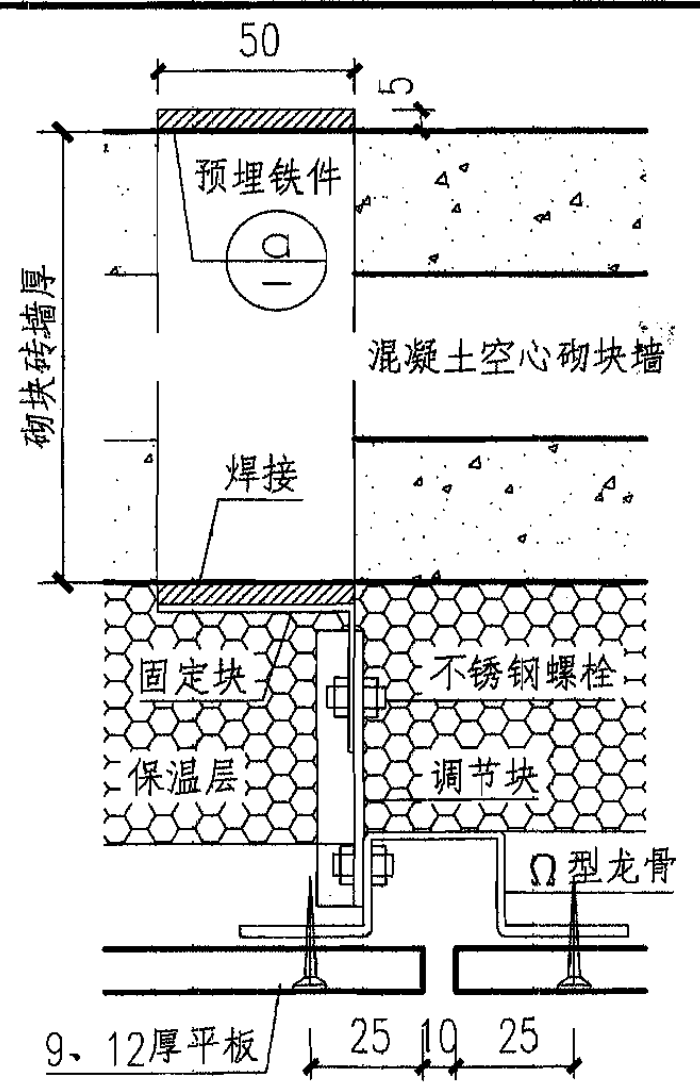 50
5
预埋铁件
a
1
砌块砖墙厚
混凝土空心砌块墙
焊接
固定块
不锈钢螺栓
保温层
调节块
Ω型龙骨
9、12厚平板
25
10
25